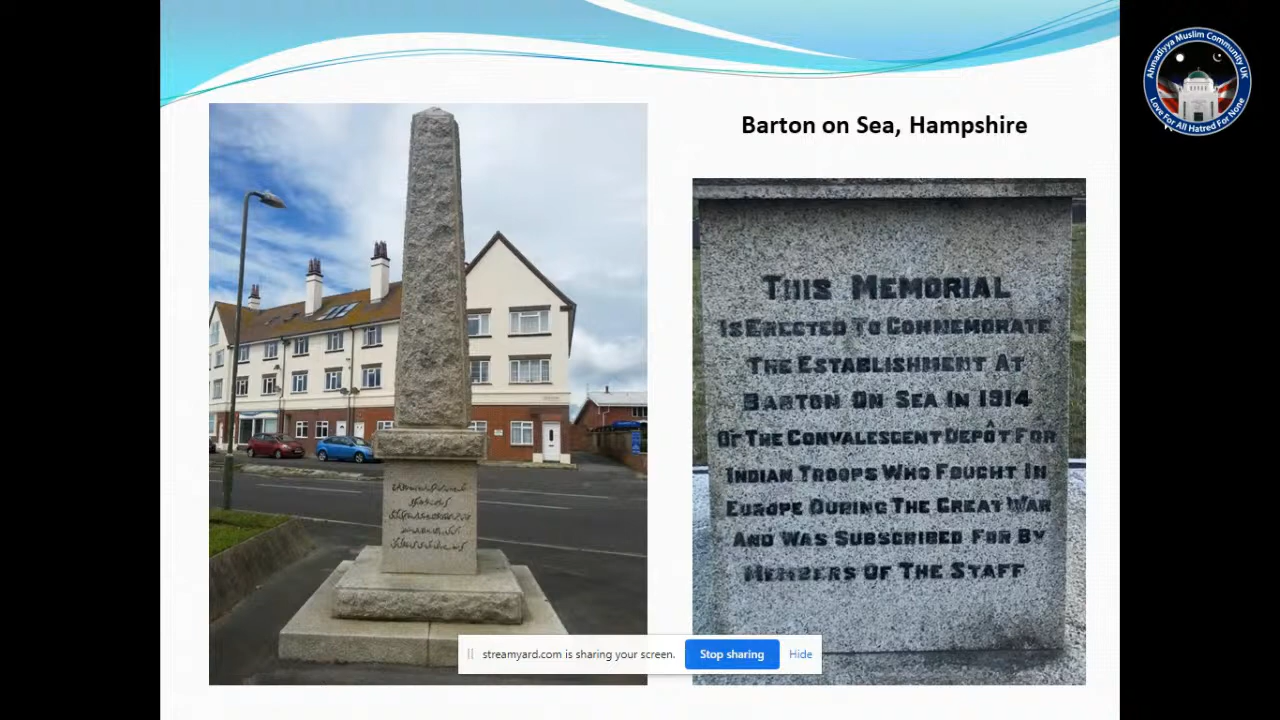 Barton on Sea, Hampshire
THIS MEMORIAL
IS ERECTED TO COMMEMORATE
THE ESTABLISHMENT AT
BARTON ON SEA IN 1914
OF THE CONVALESCENT DEPÔT FOR
INDIAN TROOPS WHO FOUGHT IN
EUROPE DURING THE GREAT WAR
AND WAS SUBSCRIBED FOR BY
MEMBERS OF THE STAFF
streamyard.com is sharing your screen.
Stop sharing
Hide
Ahmadiyya Muslim Community UK
Love For All Hatred For None